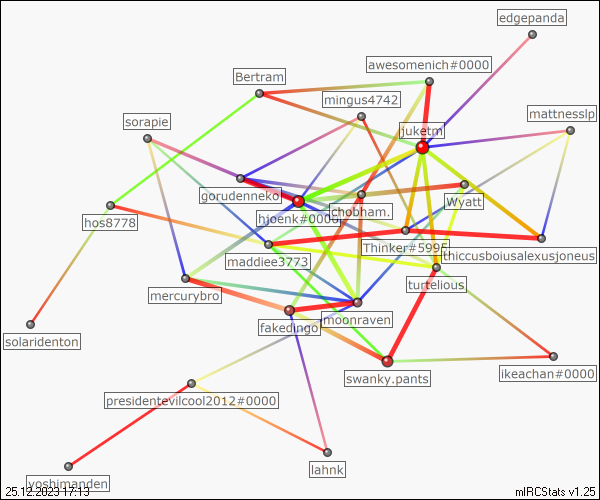 edgepanda
awesomenich#0000
Bertram
mingus4742
mattnesslp
sorapie
juketm
gorudenneko
Wyatt
chobham.
hjoenk#0000
hos8778
Thinker#5995
thiccusboiusalexusjoneus
maddiee3773
turtelious
mercurybro
moonraven
fakedingo
solaridenton
swanky.pants
ikeachan#0000
presidentevilcool2012#0000
lahnk
yoshimanden
25.12.2023 17:13
mIRCStats v1.25